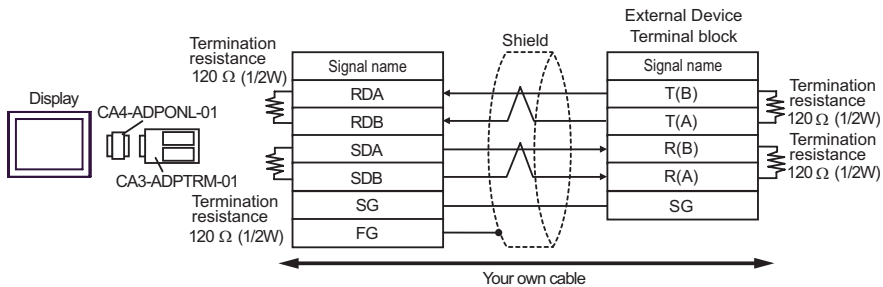 External Device
Terminal block
Shield
Termination
resistance
120 Ω (1/2W)
Signal name
Signal name
RDA
T(B)
Termination
resistance
120 Ω (1/2W)
Display
CA4-ADPONL-01
RDB
T(A)
SDA
R(B)
Termination
resistance
120 Ω (1/2W)
CA3-ADPTRM-01
SDB
R(A)
Termination
resistance
120 Ω (1/2W)
SG
SG
FG
Your own cable